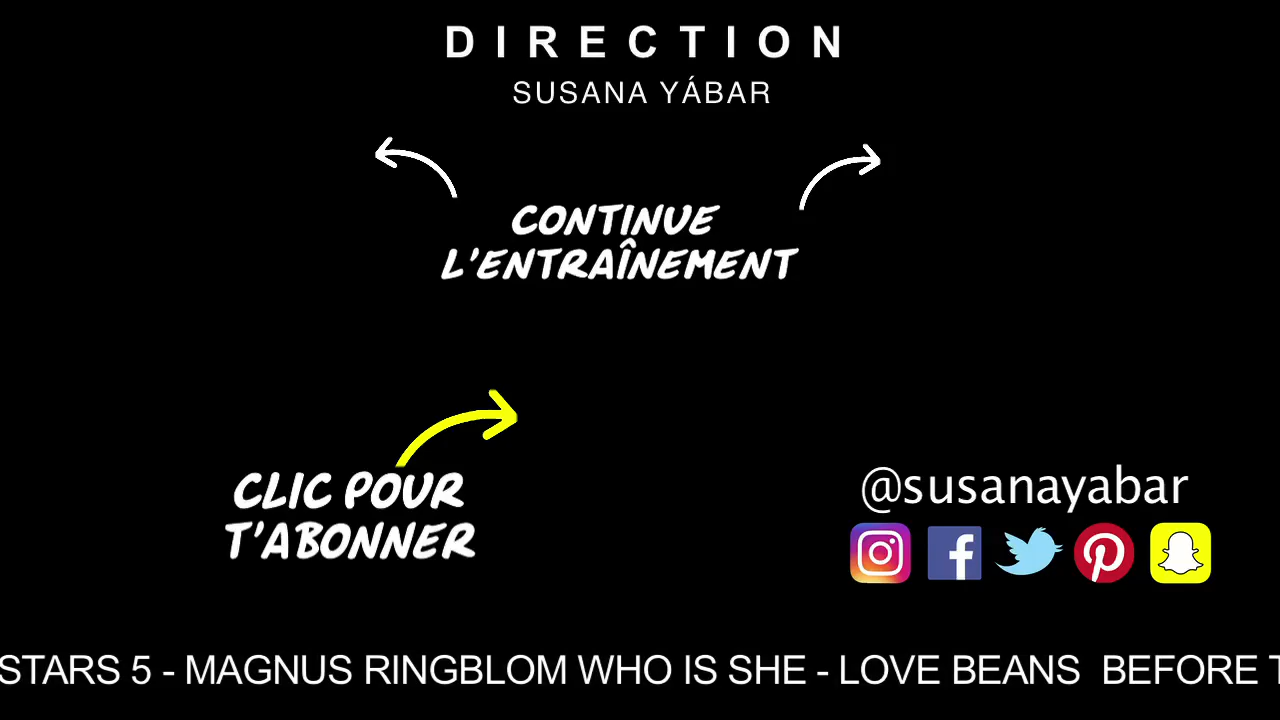 DIRECTION
SUSANA YÁBAR
CONTINUE
L'ENTRAÎNEMENT
CLIC POUR
T'ABONNER
@susanayabar
STARS 5 - MAGNUS RINGBLOM WHO IS SHE - LOVE BEANS BEFORE T